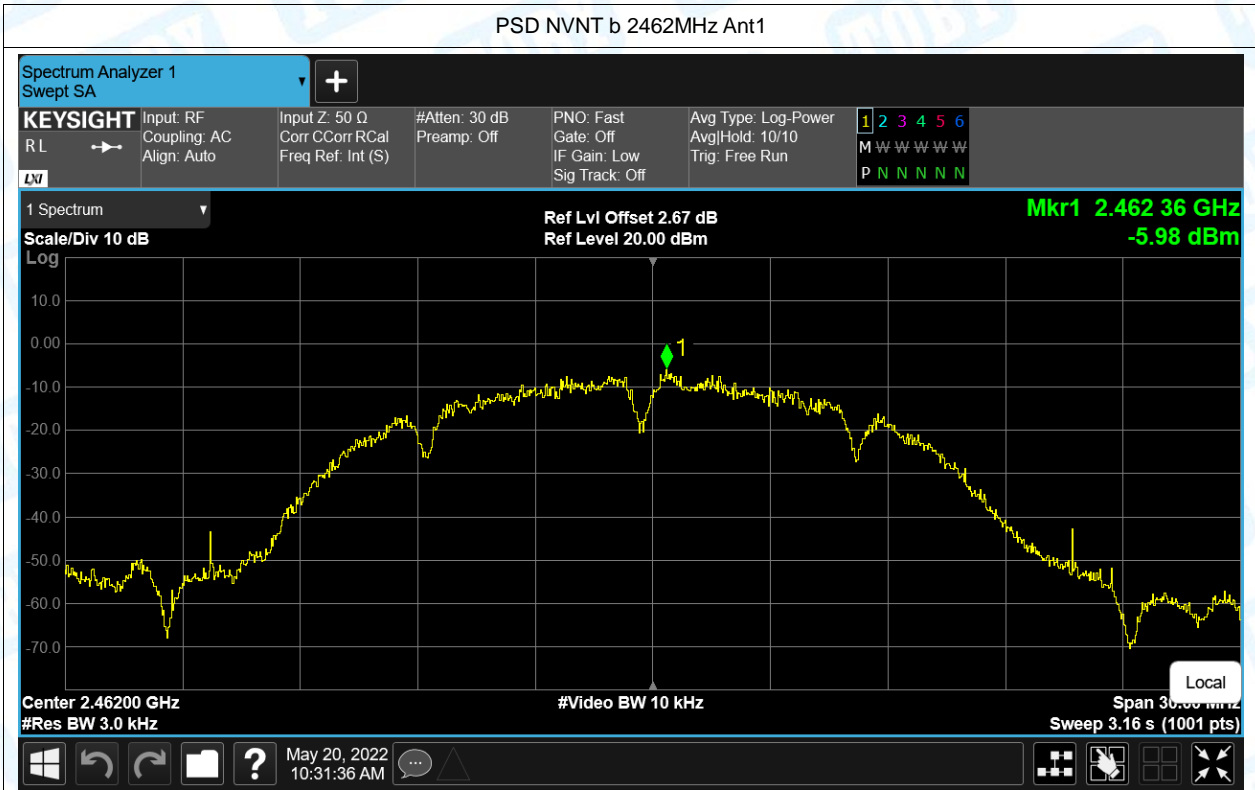 PSD NVNT b 2462MHz Ant1
Spectrum Analyzer 1
Swept SA
+
KEYSIGHT Input: RF Input Z: 50 Ω #Atten: 30 dB PNO: Fast Avg Type: Log-Power 1 2 3 4 5 6
RL Coupling: AC Corr CCorr RCal Preamp: Off Gate: Off Avg|Hold: 10/10 M W W W W W
Align: Auto Freq Ref: Int (S) IF Gain: Low Trig: Free Run
LXI Sig Track: Off P N N N N N
1 Spectrum Ref Lvl Offset 2.67 dB Mkr1 2.462 36 GHz
Scale/Div 10 dB Ref Level 20.00 dBm -5.98 dBm
Log
10.0
0.00
1
-10.0
-20.0
-30.0
-40.0
-50.0
-60.0
-70.0
Local
Center 2.46200 GHz #Video BW 10 kHz Span 30.00 MHz
#Res BW 3.0 kHz Sweep 3.16 s (1001 pts)
? May 20, 2022
10:31:36 AM